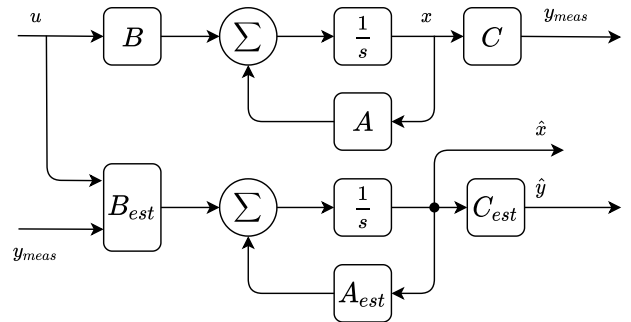 u
B
∑
1/s
x
C
y_meas
A
x̂
B_est
∑
1/s
C_est
ŷ
y_meas
A_est